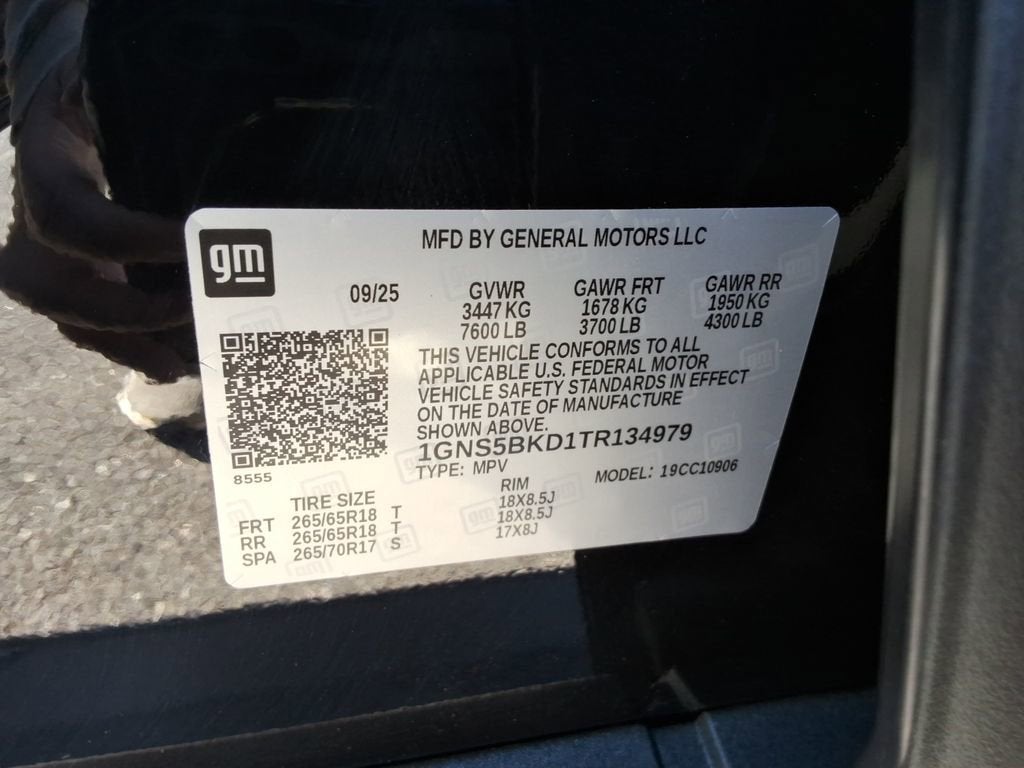 gm
MFD BY GENERAL MOTORS LLC
09/25
GVWR GAWR FRT GAWR RR
3447 KG 1678 KG 1950 KG
7600 LB 3700 LB 4300 LB
THIS VEHICLE CONFORMS TO ALL
APPLICABLE U.S. FEDERAL MOTOR
VEHICLE SAFETY STANDARDS IN EFFECT
ON THE DATE OF MANUFACTURE
SHOWN ABOVE.
1GNS5BKD1TR134979
TYPE: MPV MODEL: 19CC10906
8555
TIRE SIZE RIM
FRT 265/65R18 T 18X8.5J
RR 265/65R18 T 18X8.5J
SPA 265/70R17 S 17X8J